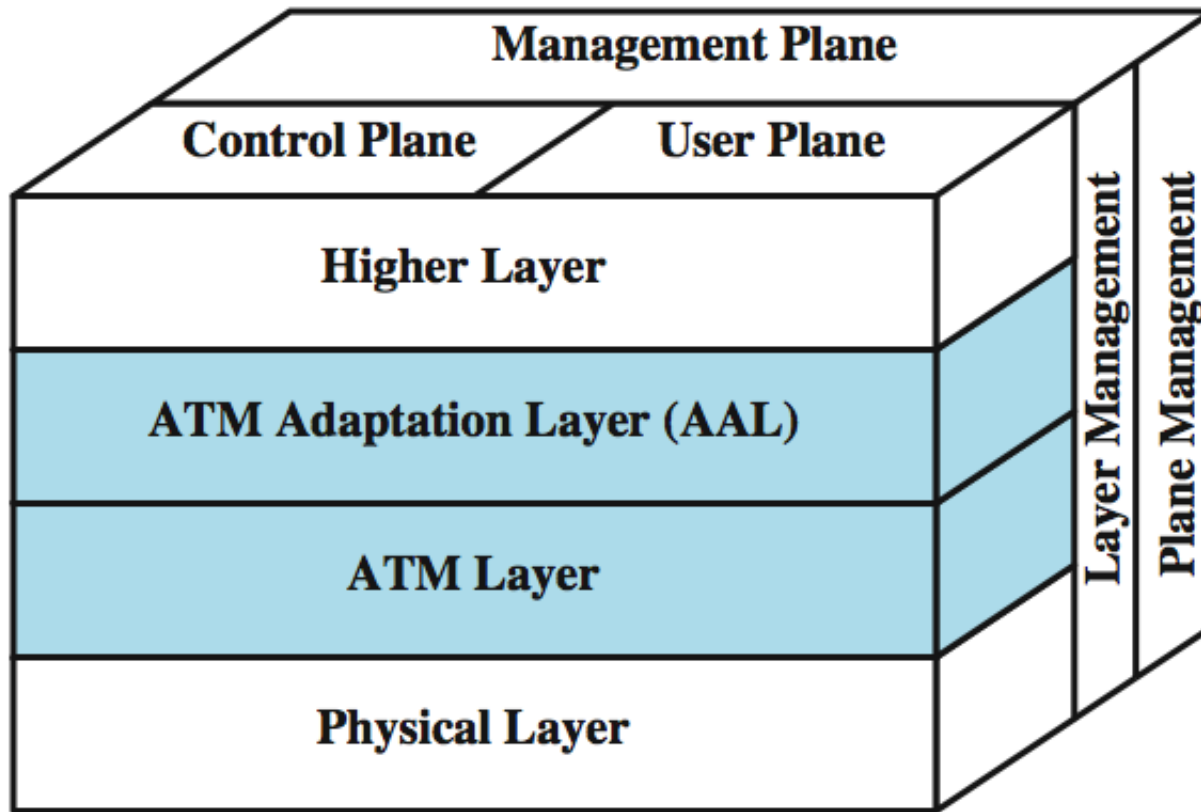 Management Plane
Control Plane
User Plane
Higher Layer
ATM Adaptation Layer (AAL)
ATM Layer
Physical Layer
Layer Management
Plane Management